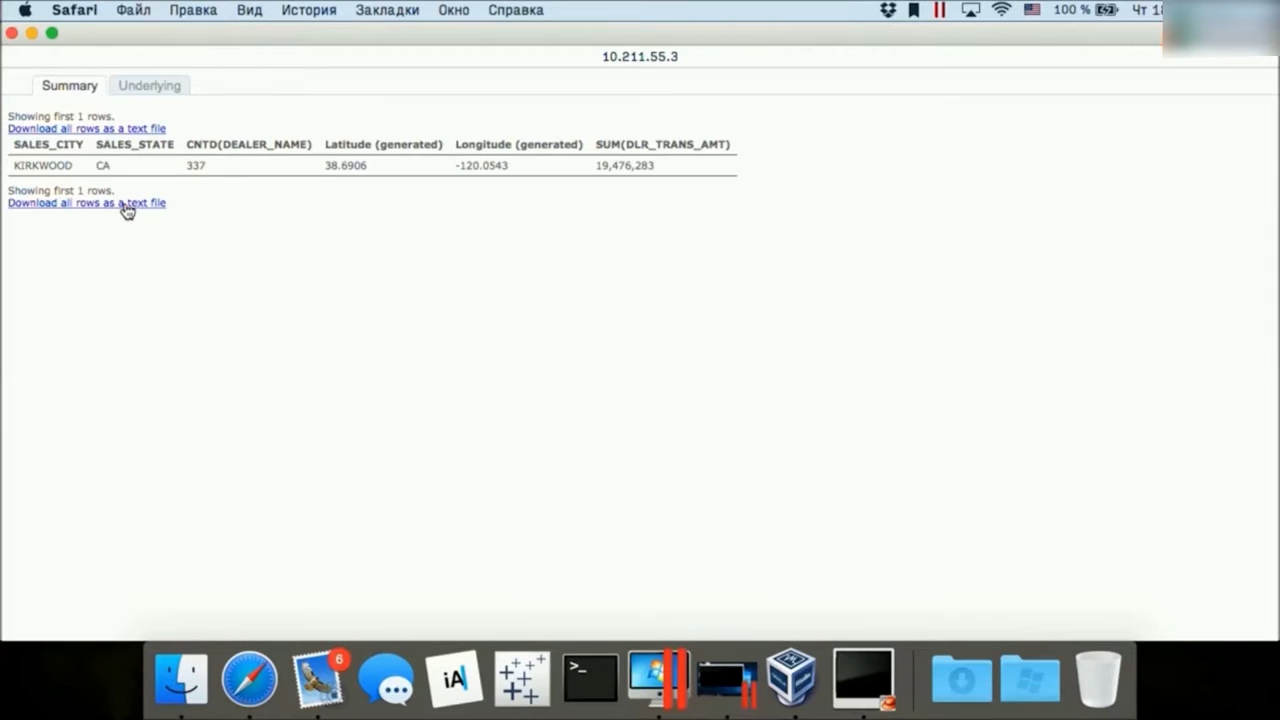 Safari Файл Правка Вид История Закладки Окно Справка 100 % Чт
10.211.55.3
Summary Underlying
Showing first 1 rows.
Download all rows as a text file
SALES_CITY SALES_STATE CNTD(DEALER_NAME) Latitude (generated) Longitude (generated) SUM(DLR_TRANS_AMT)
KIRKWOOD CA 337 38.6906 -120.0543 19,476,283
Showing first 1 rows.
Download all rows as a text file
6
iA
>_